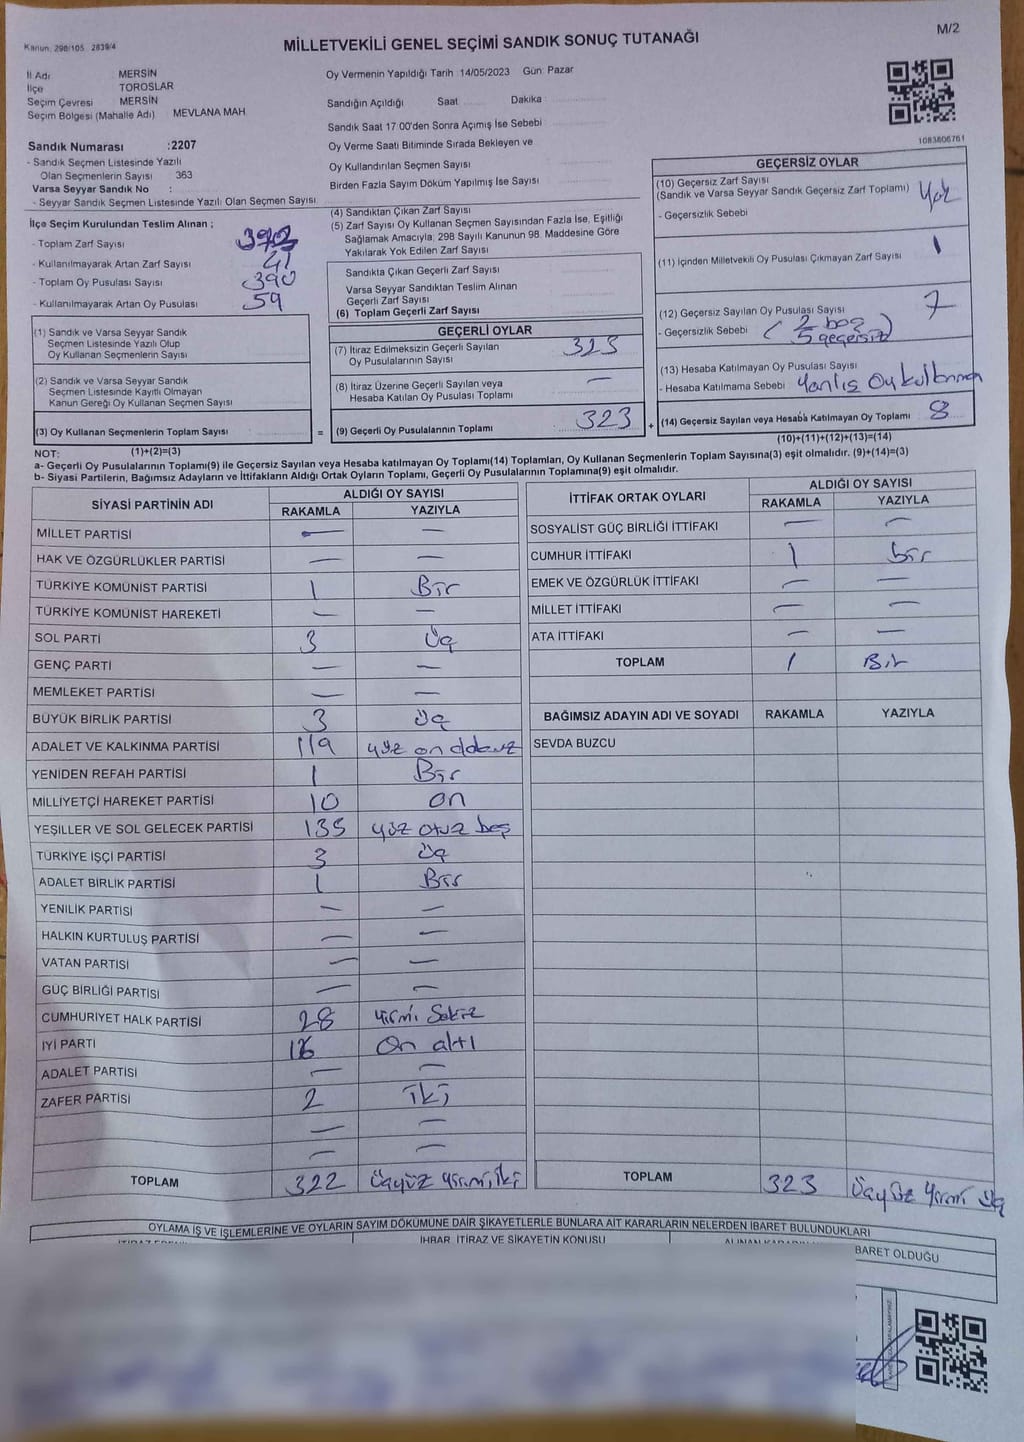 Kanun: 298/105 2839/4
MİLLETVEKİLİ GENEL SEÇİMİ SANDIK SONUÇ TUTANAĞI
M/2
İl Adı MERSİN
İlçe TOROSLAR
Seçim Çevresi MERSİN
Seçim Bölgesi (Mahalle Adı) MEVLANA MAH
Sandık Numarası :2207
- Sandık Seçmen Listesinde Yazılı
Olan Seçmenlerin Sayısı 363
Varsa Seyyar Sandık No :
- Seyyar Sandık Seçmen Listesinde Yazılı Olan Seçmen Sayısı
İlçe Seçim Kurulundan Teslim Alınan ;
- Toplam Zarf Sayısı
- Kullanılmayarak Artan Zarf Sayısı 41
- Toplam Oy Pusulası Sayısı 390
- Kullanılmayarak Artan Oy Pusulası 59
(1) Sandık ve Varsa Seyyar Sandık
Seçmen Listesinde Yazılı Olup
Oy Kullanan Seçmenlerin Sayısı
(2) Sandık ve Varsa Seyyar Sandık
Seçmen Listesinde Kayıtlı Olmayan
Kanun Gereği Oy Kullanan Seçmen Sayısı
(3) Oy Kullanan Seçmenlerin Toplam Sayısı :
Oy Vermenin Yapıldığı Tarih :14/05/2023 Gün: Pazar
Sandığın Açıldığı Saat Dakika :
Sandık Saat 17:00'den Sonra Açımış İse Sebebi
Oy Verme Saati Bitiminde Sırada Bekleyen ve
Oy Kullandırılan Seçmen Sayısı
Birden Fazla Sayım Döküm Yapılmış İse Sayısı
(4) Sandıktan Çıkan Zarf Sayısı
(5) Zarf Sayısı Oy Kullanan Seçmen Sayısından Fazla İse, Eşitliği
Sağlamak Amacıyla; 298 Sayılı Kanunun 98. Maddesine Göre
Yakılarak Yok Edilen Zarf Sayısı
Sandıkta Çıkan Geçerli Zarf Sayısı
Varsa Seyyar Sandıktan Teslim Alınan
Geçerli Zarf Sayısı
(6) Toplam Geçerli Zarf Sayısı
GEÇERLİ OYLAR
(7) İtiraz Edilmeksizin Geçerli Sayılan
Oy Pusulalarının Sayısı 323
(8) İtiraz Üzerine Geçerli Sayılan veya
Hesaba Katılan Oy Pusulası Toplamı —
= (9) Geçerli Oy Pusulalarının Toplamı 323
1083606761
GEÇERSİZ OYLAR
(10) Geçersiz Zarf Sayısı
(Sandık ve Varsa Seyyar Sandık Geçersiz Zarf Toplamı) Yok
- Geçersizlik Sebebi
(11) İçinden Milletvekili Oy Pusulası Çıkmayan Zarf Sayısı 1
(12) Geçersiz Sayılan Oy Pusulası Sayısı 7
- Geçersizlik Sebebi (2 boş
5 geçersiz)
(13) Hesaba Katılmayan Oy Pusulası Sayısı
- Hesaba Katılmama Sebebi Yanlış Oy kullanma
+ (14) Geçersiz Sayılan veya Hesaba Katılmayan Oy Toplamı 8
NOT: (1)+(2)=(3) (10)+(11)+(12)+(13)=(14)
a- Geçerli Oy Pusulalarının Toplamı(9) ile Geçersiz Sayılan veya Hesaba katılmayan Oy Toplamı(14) Toplamları, Oy Kullanan Seçmenlerin Toplam Sayısına(3) eşit olmalıdır. (9)+(14)=(3)
b- Siyasi Partilerin, Bağımsız Adayların ve İttifakların Aldığı Ortak Oyların Toplamı, Geçerli Oy Pusulalarının Toplamına(9) eşit olmalıdır.
SİYASİ PARTİNİN ADI ALDIĞI OY SAYISI
RAKAMLA YAZIYLA
MİLLET PARTİSİ — —
HAK VE ÖZGÜRLÜKLER PARTİSİ — —
TÜRKİYE KOMÜNİST PARTİSİ 1 Bir
TÜRKİYE KOMÜNİST HAREKETİ — —
SOL PARTİ 3 Üç
GENÇ PARTİ — —
MEMLEKET PARTİSİ — —
BÜYÜK BİRLİK PARTİSİ 3 üç
ADALET VE KALKINMA PARTİSİ 119 yüz on dokuz
YENİDEN REFAH PARTİSİ 1 Bir
MİLLİYETÇİ HAREKET PARTİSİ 10 on
YEŞİLLER VE SOL GELECEK PARTİSİ 135 yüz otuz beş
TÜRKİYE İŞÇİ PARTİSİ 3 üç
ADALET BİRLİK PARTİSİ 1 Bir
YENİLİK PARTİSİ — —
HALKIN KURTULUŞ PARTİSİ — —
VATAN PARTİSİ — —
GÜÇ BİRLİĞİ PARTİSİ — —
CUMHURİYET HALK PARTİSİ 28 yirmi Sekiz
İYİ PARTİ 16 On altı
ADALET PARTİSİ — —
ZAFER PARTİSİ 2 iki
— —
— —
TOPLAM 322 Üçyüz yirmi iki
İTTİFAK ORTAK OYLARI ALDIĞI OY SAYISI
RAKAMLA YAZIYLA
SOSYALİST GÜÇ BİRLİĞİ İTTİFAKI — —
CUMHUR İTTİFAKI 1 bir
EMEK VE ÖZGÜRLÜK İTTİFAKI — —
MİLLET İTTİFAKI — —
ATA İTTİFAKI — —
TOPLAM 1 Bir
BAĞIMSIZ ADAYIN ADI VE SOYADI RAKAMLA YAZIYLA
SEVDA BUZCU
TOPLAM 323 Üçyüz yirmi üç
OYLAMA İŞ VE İŞLEMLERİNE VE OYLARIN SAYIM DÖKÜMÜNE DAİR ŞİKAYETLERLE BUNLARA AİT KARARLARIN NELERDEN İBARET BULUNDUKLARI
İHBAR, İTİRAZ VE ŞİKAYETİN KONUSU
BARET OLDUĞU